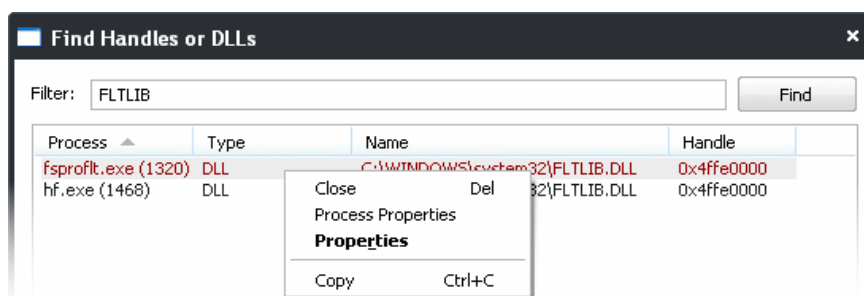 Find Handles or DLLs
Filter: FLTLIB Find
Process Type Name Handle
fsproflt.exe (1320) DLL C:\WINDOWS\system32\FLTLIB.DLL 0x4ffe0000
hf.exe (1468) DLL 32\FLTLIB.DLL 0x4ffe0000
Close Del
Process Properties
Properties
Copy Ctrl+C